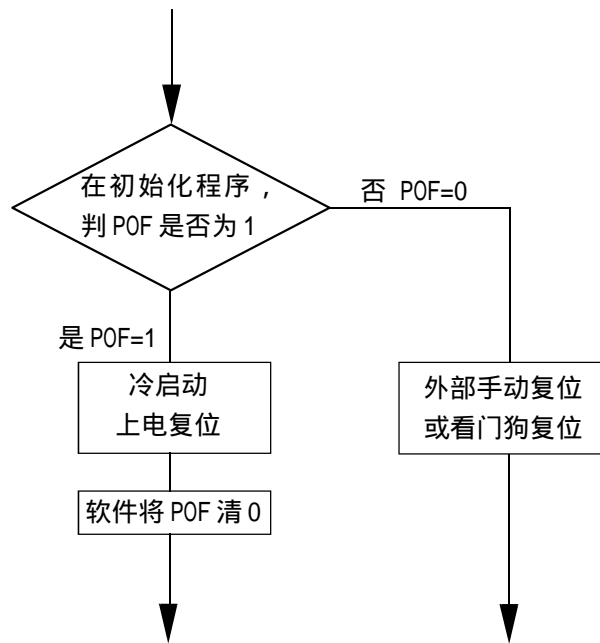 在初始化程序，
判 POF 是否为 1
否 POF=0
是 POF=1
冷启动
上电复位
外部手动复位
或看门狗复位
软件将 POF 清 0